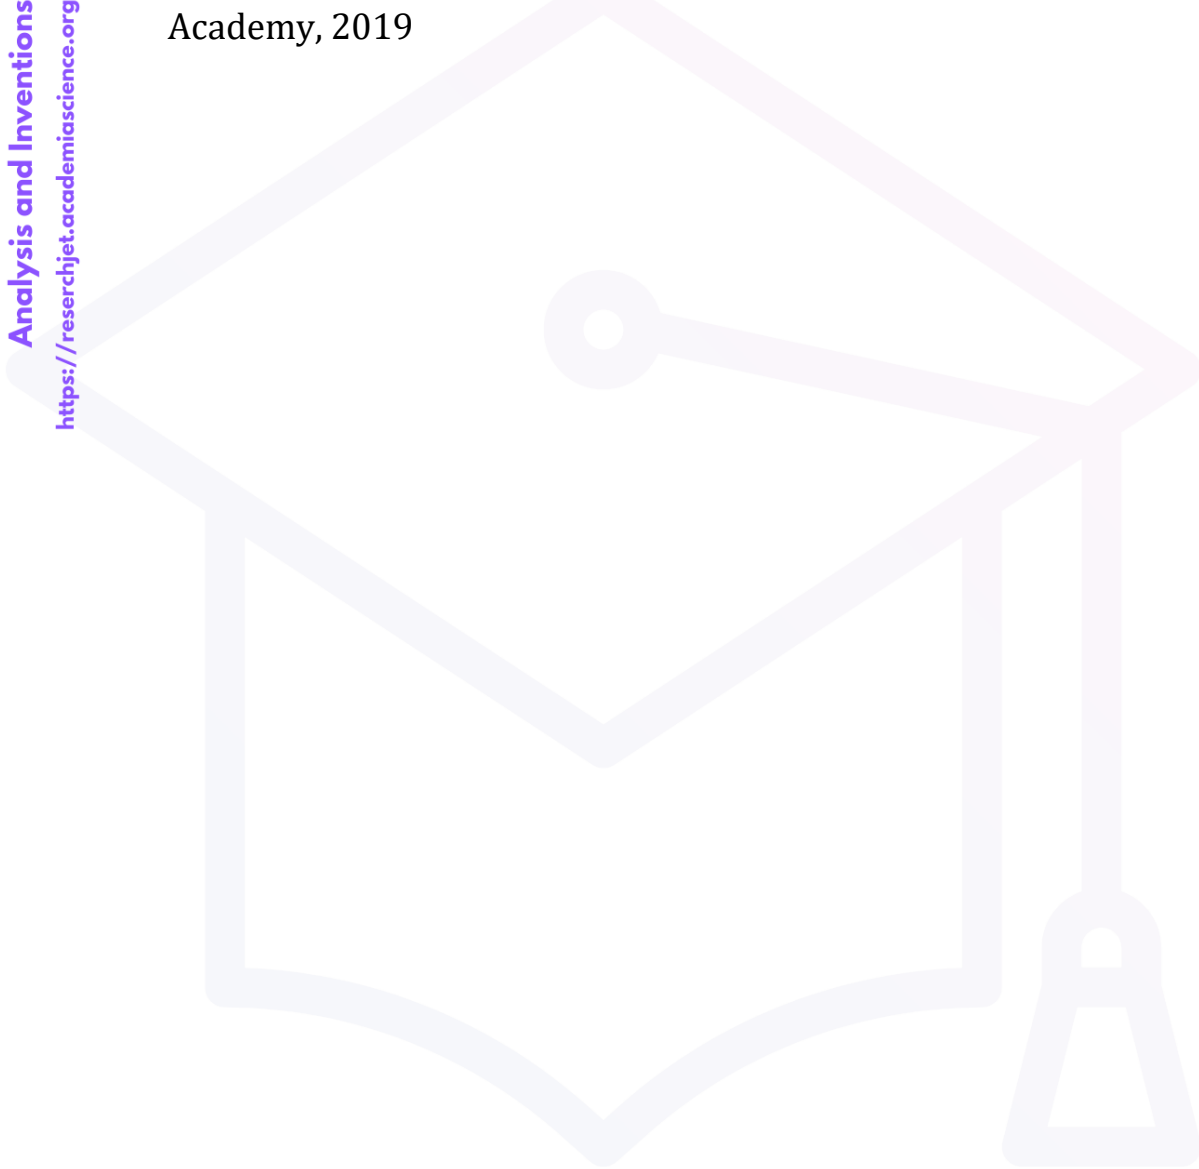 Academy, 2019
Analysis and Inventions
https://reserchjet.academiascience.org